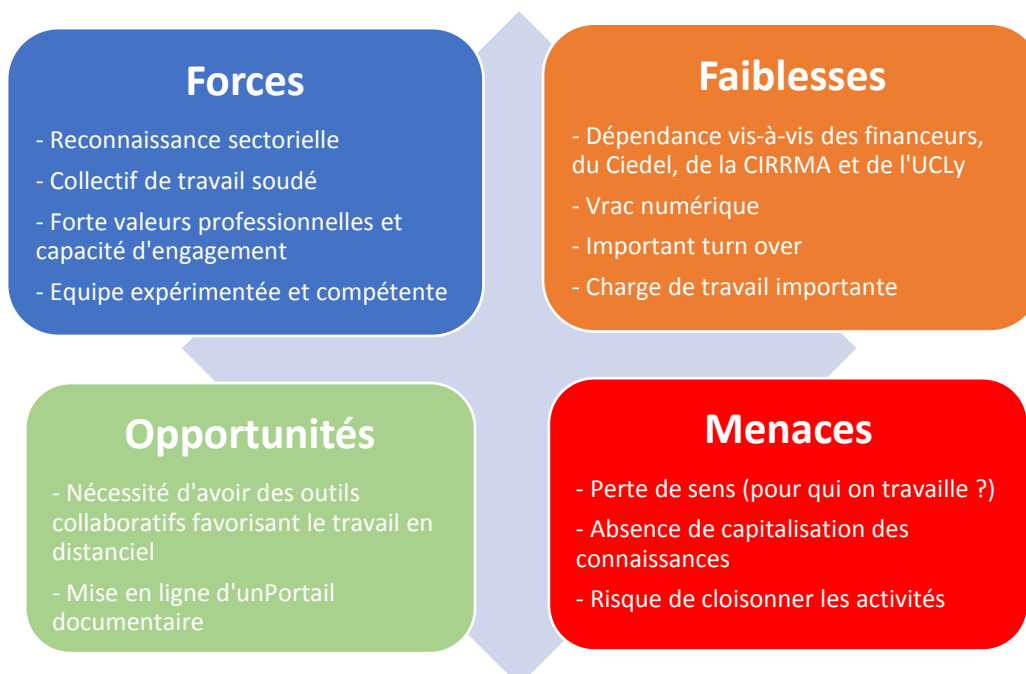 Forces
- Reconnaissance sectorielle
- Collectif de travail soudé
- Forte valeurs professionnelles et
capacité d'engagement
- Equipe expérimentée et compétente
Faiblesses
- Dépendance vis-à-vis des financeurs,
du Ciedel, de la CIRRMA et de l'UCLy
- Vrac numérique
- Important turn over
- Charge de travail importante
Opportunités
- Nécessité d'avoir des outils
collaboratifs favorisant le travail en
distanciel
- Mise en ligne d'unPortail
documentaire
Menaces
- Perte de sens (pour qui on travaille ?)
- Absence de capitalisation des
connaissances
- Risque de cloisonner les activités